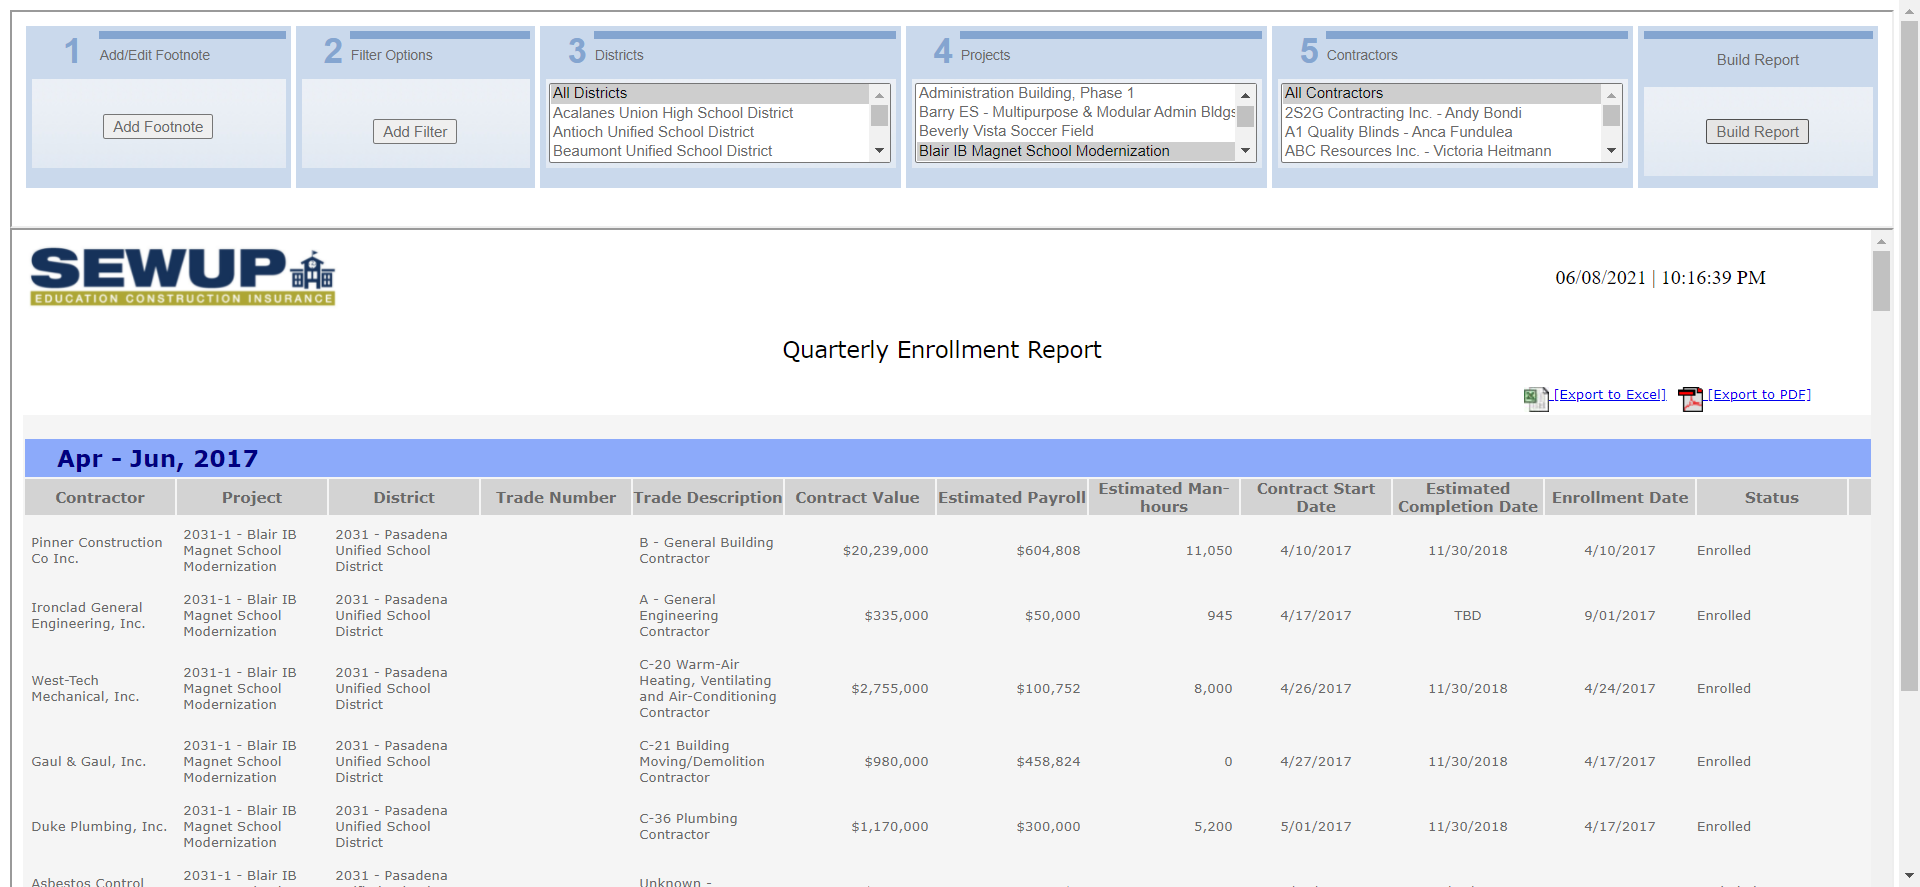 1 Add/Edit Footnote
Add Footnote
2 Filter Options
Add Filter
3 Districts
All Districts
Acalanes Union High School District
Antioch Unified School District
Beaumont Unified School District
4 Projects
Administration Building, Phase 1
Barry ES - Multipurpose & Modular Admin Bldgs
Beverly Vista Soccer Field
Blair IB Magnet School Modernization
5 Contractors
All Contractors
2S2G Contracting Inc. - Andy Bondi
A1 Quality Blinds - Anca Fundulea
ABC Resources Inc. - Victoria Heitmann
Build Report
Build Report
SEWUP
EDUCATION CONSTRUCTION INSURANCE
06/08/2021 | 10:16:39 PM
Quarterly Enrollment Report
[Export to Excel] [Export to PDF]
Apr - Jun, 2017
Contractor
Project
District
Trade Number
Trade Description
Contract Value
Estimated Payroll
Estimated Man-
hours
Contract Start
Date
Estimated
Completion Date
Enrollment Date
Status
Pinner Construction
Co Inc.
2031-1 - Blair IB
Magnet School
Modernization
2031 - Pasadena
Unified School
District
B - General Building
Contractor
$20,239,000
$604,808
11,050
4/10/2017
11/30/2018
4/10/2017
Enrolled
Ironclad General
Engineering, Inc.
2031-1 - Blair IB
Magnet School
Modernization
2031 - Pasadena
Unified School
District
A - General
Engineering
Contractor
$335,000
$50,000
945
4/17/2017
TBD
9/01/2017
Enrolled
West-Tech
Mechanical, Inc.
2031-1 - Blair IB
Magnet School
Modernization
2031 - Pasadena
Unified School
District
C-20 Warm-Air
Heating, Ventilating
and Air-Conditioning
Contractor
$2,755,000
$100,752
8,000
4/26/2017
11/30/2018
4/24/2017
Enrolled
Gaul & Gaul, Inc.
2031-1 - Blair IB
Magnet School
Modernization
2031 - Pasadena
Unified School
District
C-21 Building
Moving/Demolition
Contractor
$980,000
$458,824
0
4/27/2017
11/30/2018
4/17/2017
Enrolled
Duke Plumbing, Inc.
2031-1 - Blair IB
Magnet School
Modernization
2031 - Pasadena
Unified School
District
C-36 Plumbing
Contractor
$1,170,000
$300,000
5,200
5/01/2017
11/30/2018
4/17/2017
Enrolled
Asbestos Control
2031-1 - Blair IB
2031 - Pasadena
Unknown -